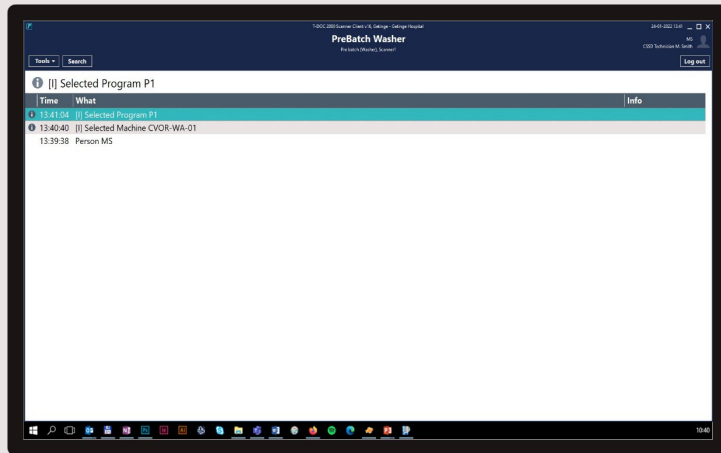 T-DOC 2000 Scanner Client v16, Getinge - Getinge Hospital
24-01-2022 13:41
PreBatch Washer
Pre batch (Washer), Scanner1
MS
CSSD Technician M. Smith
Tools
Search
Log out
[I] Selected Program P1
Time What Info
13:41:04 [I] Selected Program P1
13:40:40 [I] Selected Machine CVOR-WA-01
13:39:38 Person MS
10:40